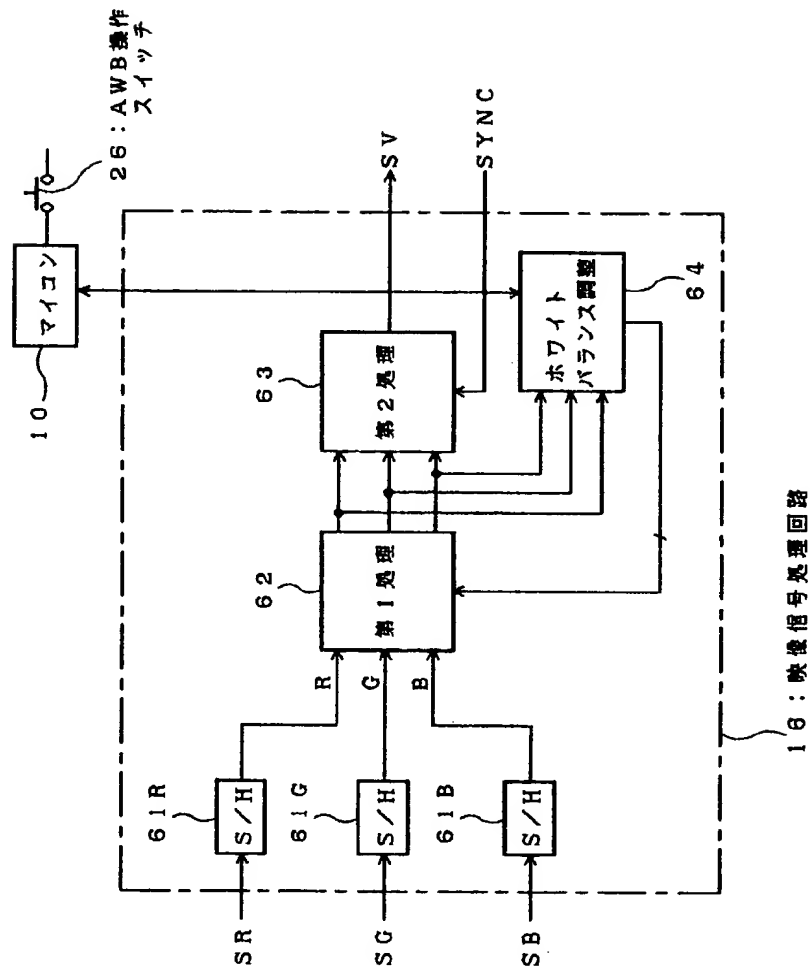 26:AWB操作
スイッチ
マイコン
10
SV
SYNC
63
第2処理
ホワイト
バランス調整
64
62
第1処理
R
G
B
61R
S/H
61G
S/H
61B
S/H
SR
SG
SB
16:映像信号処理回路